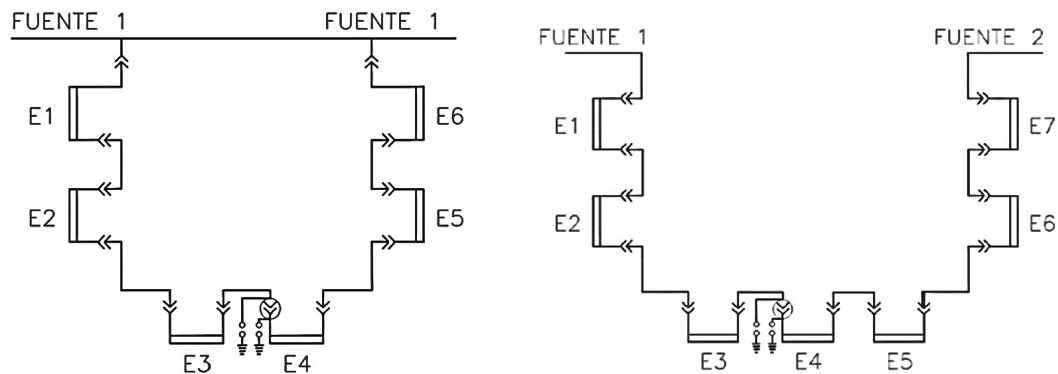 FUENTE 1 FUENTE 1
E1 E6
E2 E5
E3 E4
FUENTE 1 FUENTE 2
E1 E7
E2 E6
E3 E4 E5